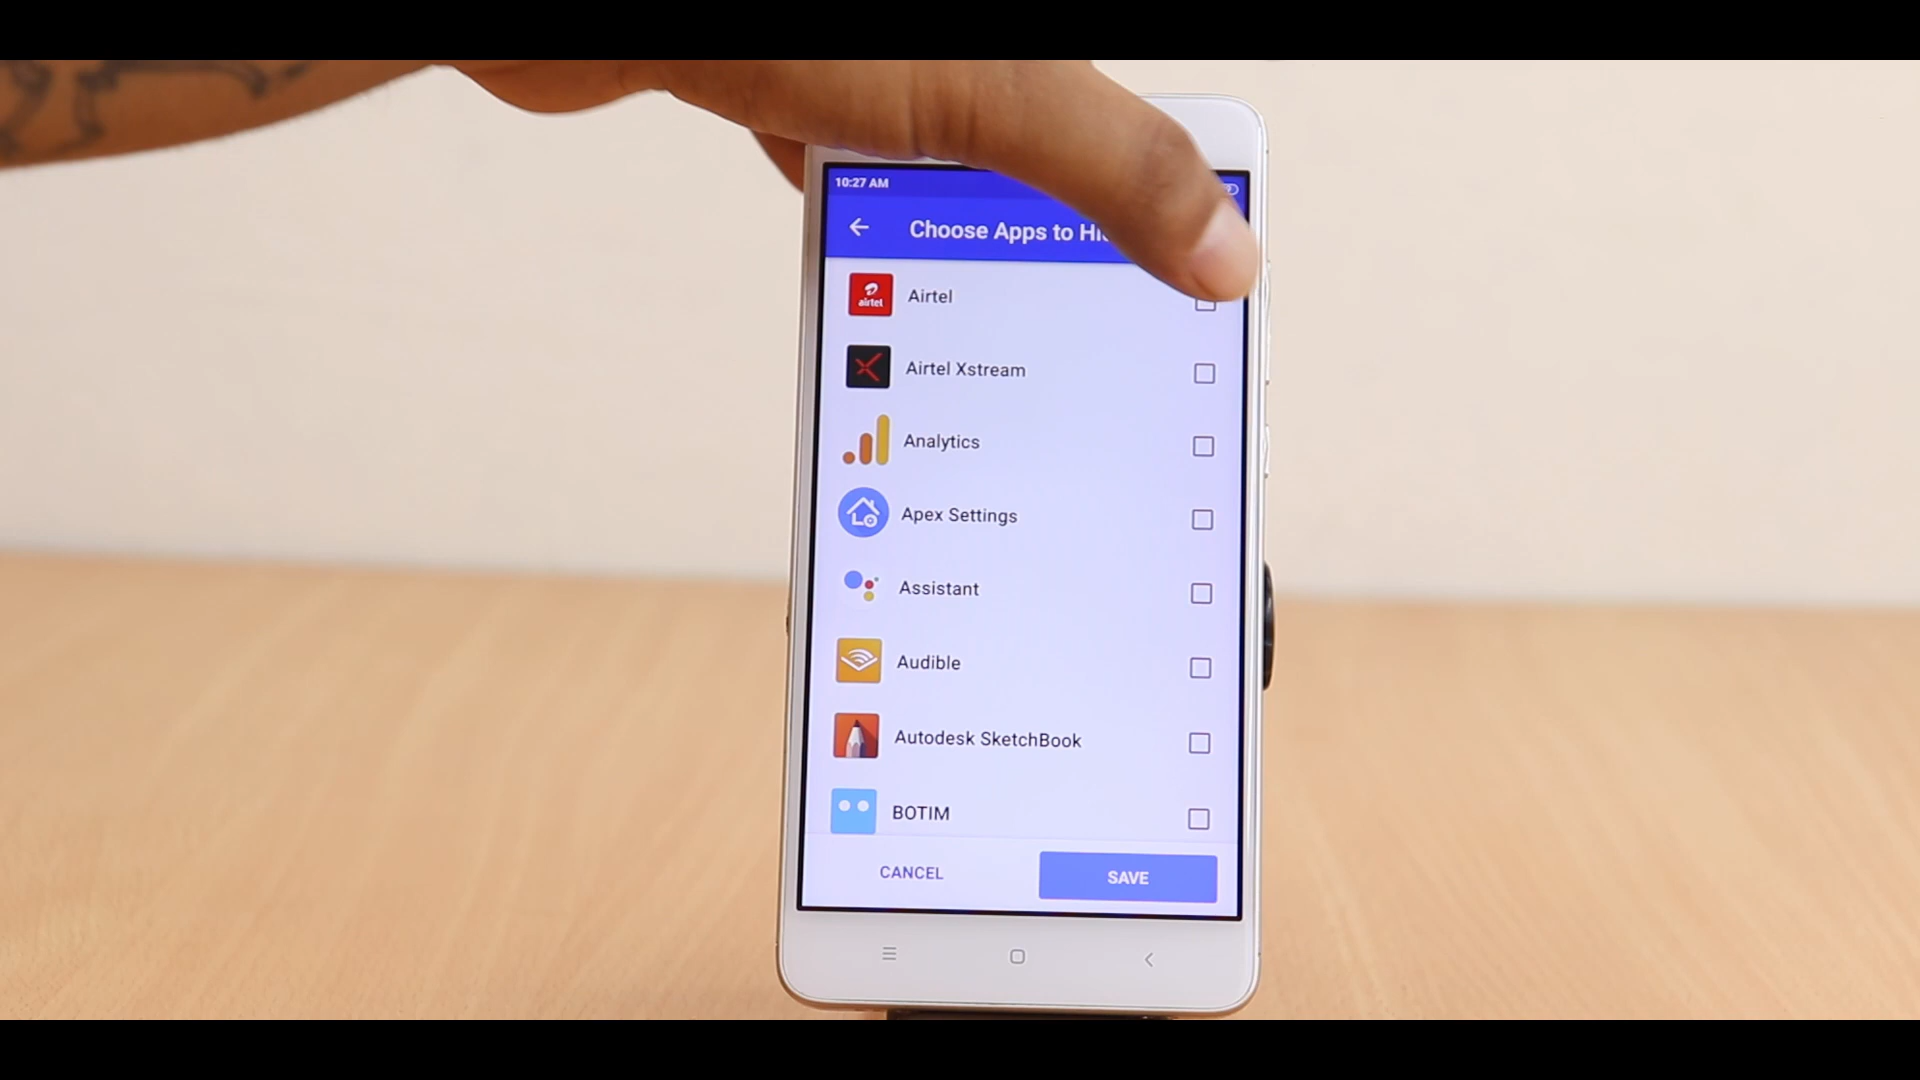 10:27 AM
Choose Apps to
airtel
Airtel
Airtel Xstream
Analytics
Apex Settings
Assistant
Audible
Autodesk SketchBook
BOTIM
CANCEL
SAVE